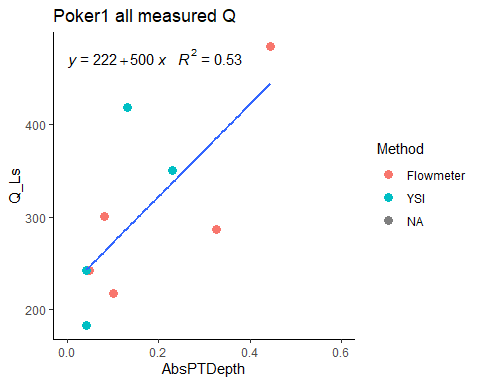 Poker1 all measured Q
y = 222+500 x R² = 0.53
Method
Flowmeter
YSI
NA
Q_Ls
400
300
200
0.0 0.2 0.4 0.6
AbsPTDepth